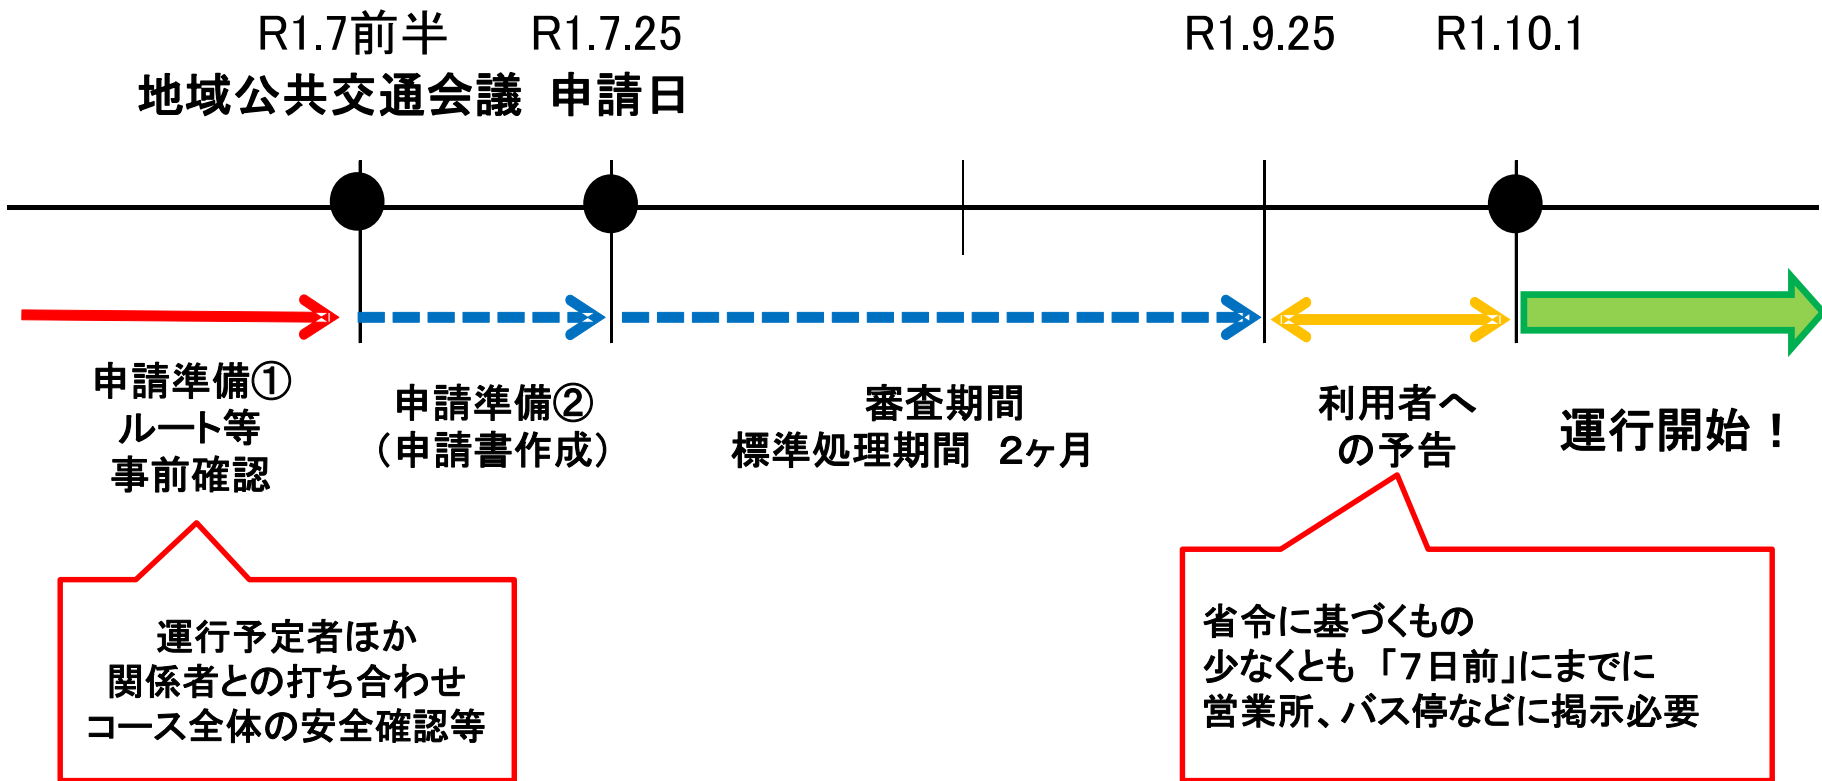 R1.7前半
地域公共交通会議
R1.7.25
申請日
R1.9.25
R1.10.1
申請準備①
ルート等
事前確認
申請準備②
（申請書作成）
審査期間
標準処理期間　2ヶ月
利用者へ
の予告
運行開始！
運行予定者ほか
関係者との打ち合わせ
コース全体の安全確認等
省令に基づくもの
少なくとも「7日前」にまでに
営業所、バス停などに掲示必要